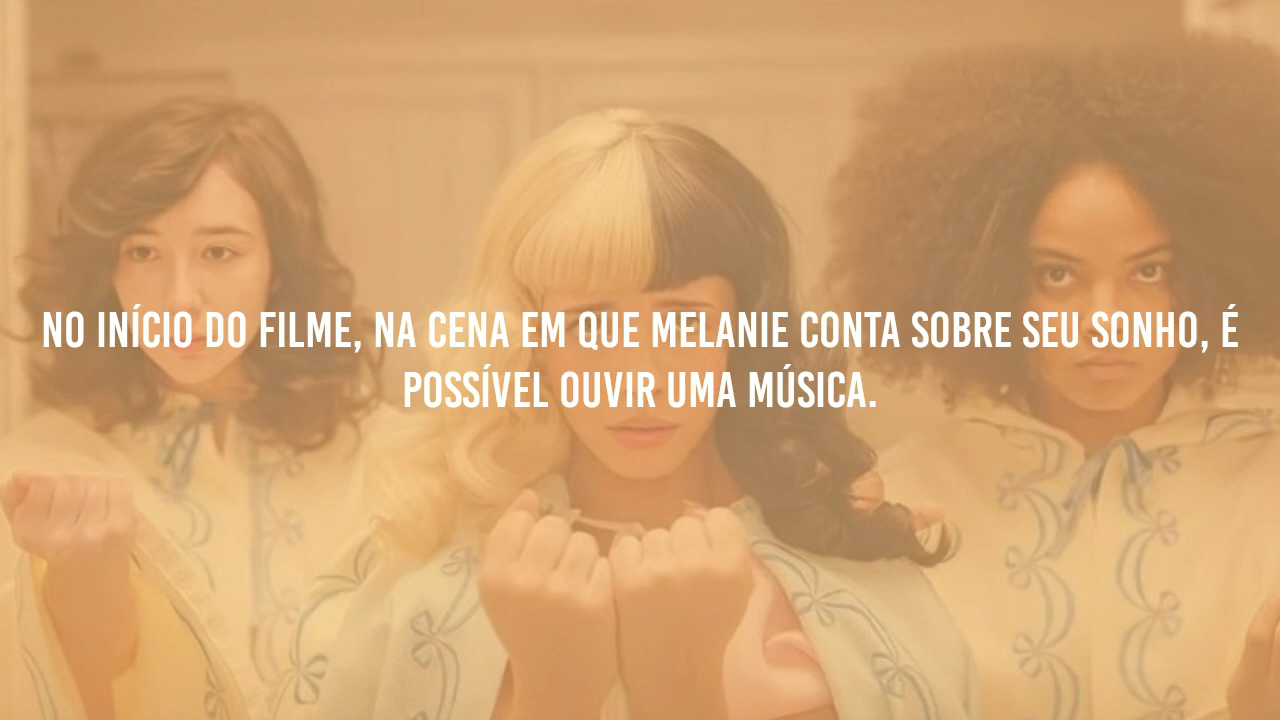 NO INÍCIO DO FILME, NA CENA EM QUE MELANIE CONTA SOBRE SEU SONHO, É
POSSÍVEL OUVIR UMA MÚSICA.